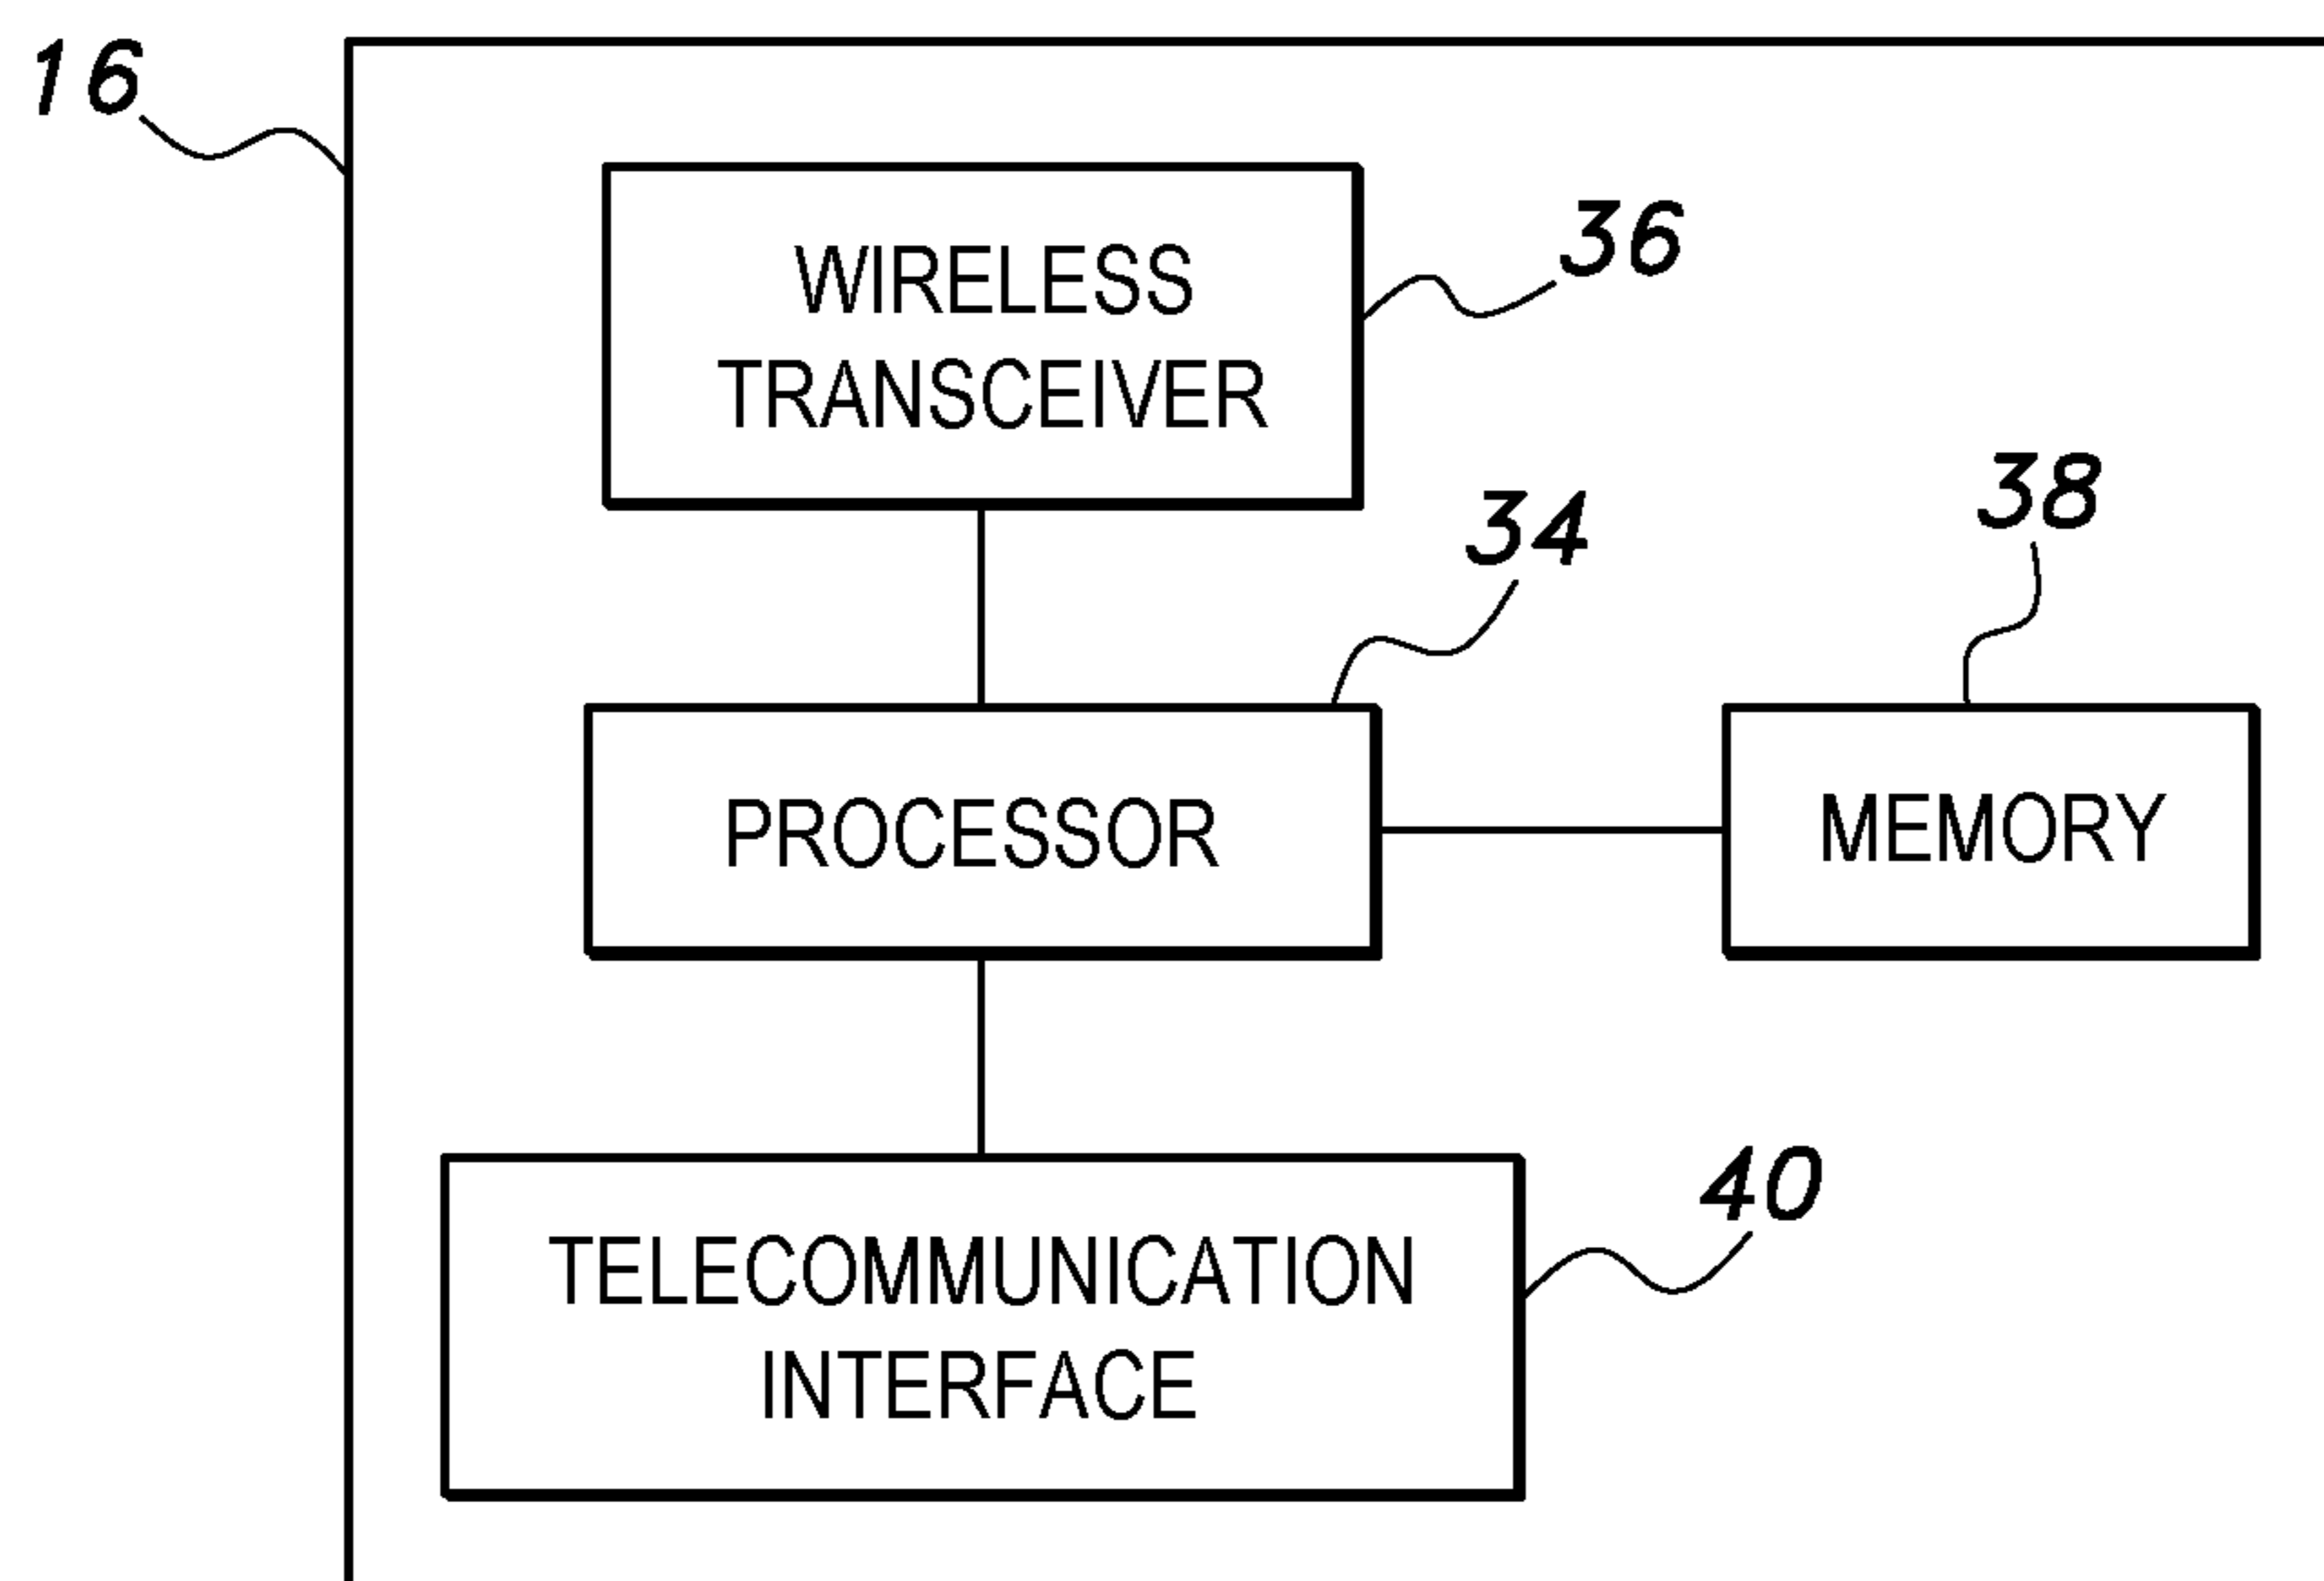 16
WIRELESS
TRANSCEIVER
36
34
38
PROCESSOR
MEMORY
40
TELECOMMUNICATION
INTERFACE